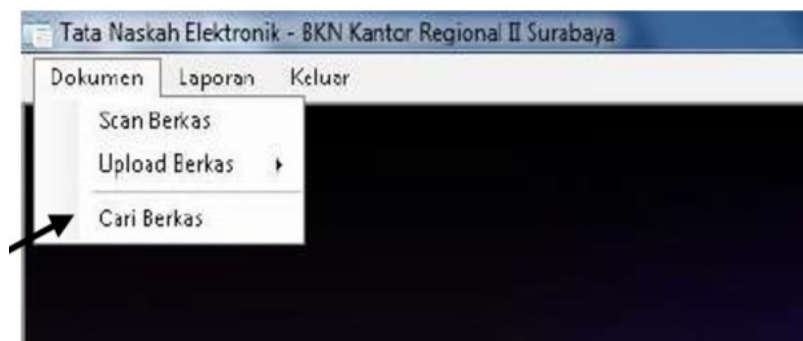 Tata Naskah Elektronik - BKN Kantor Regional II Surabaya
Dokumen Laporan Keluar
Scan Berkas
Upload Berkas
Cari Berkas